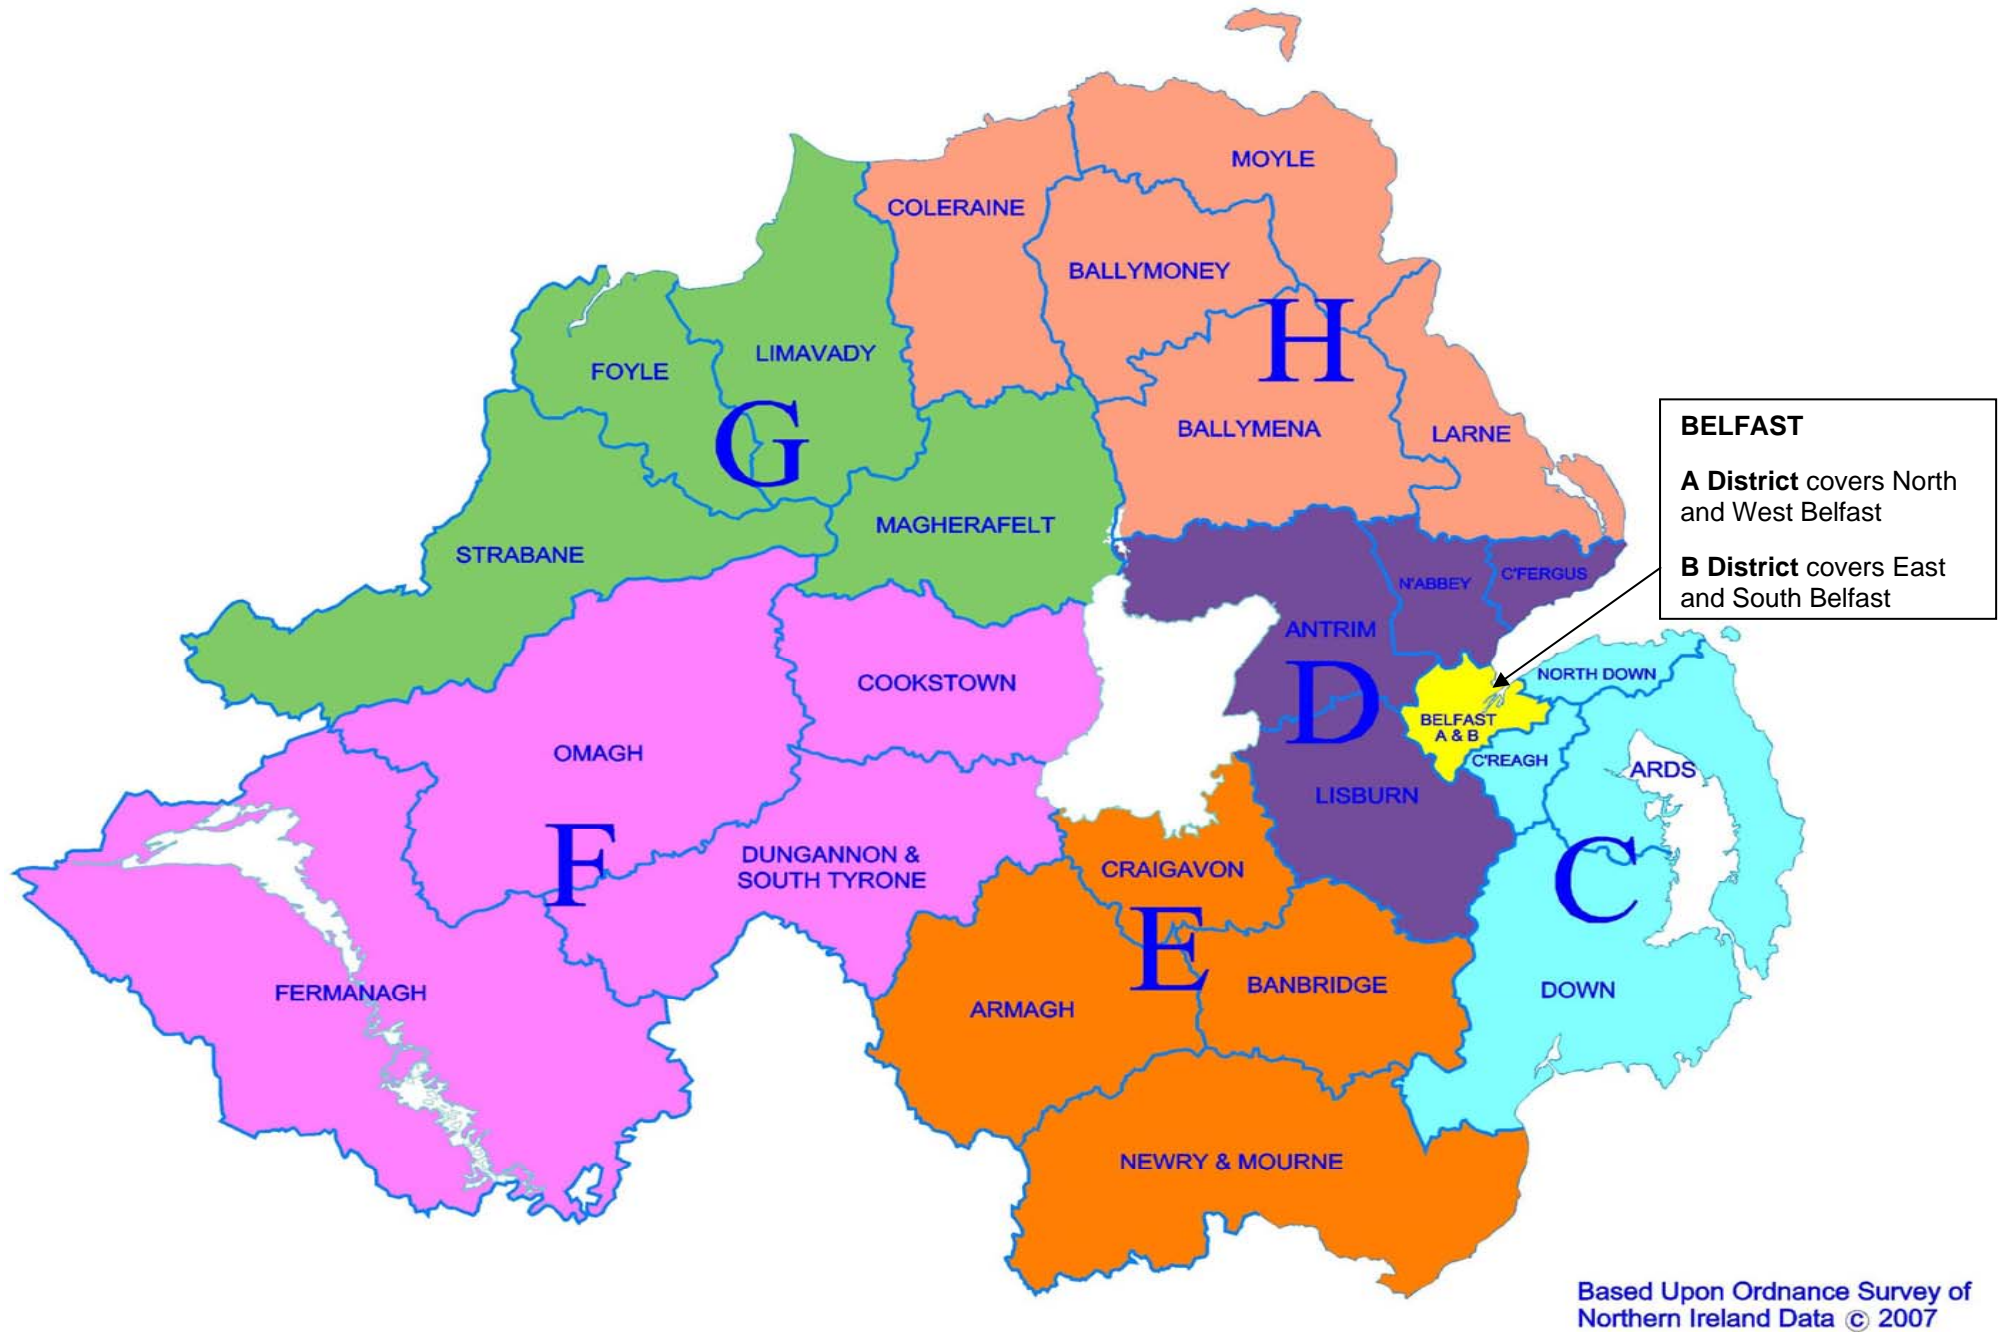 MOYLE
COLERAINE
BALLYMONEY
H
LIMAVADY
FOYLE
G
BALLYMENA
LARNE
BELFAST
A District covers North
and West Belfast
B District covers East
and South Belfast
MAGHERAFELT
STRABANE
N'ABBEY
C'FERGUS
ANTRIM
D
COOKSTOWN
NORTH DOWN
BELFAST
A & B
C'REAGH
ARDS
OMAGH
LISBURN
F
DUNGANNON &
SOUTH TYRONE
CRAIGAVON
C
E
FERMANAGH
ARMAGH
BANBRIDGE
DOWN
NEWRY & MOURNE
Based Upon Ordnance Survey of
Northern Ireland Data © 2007